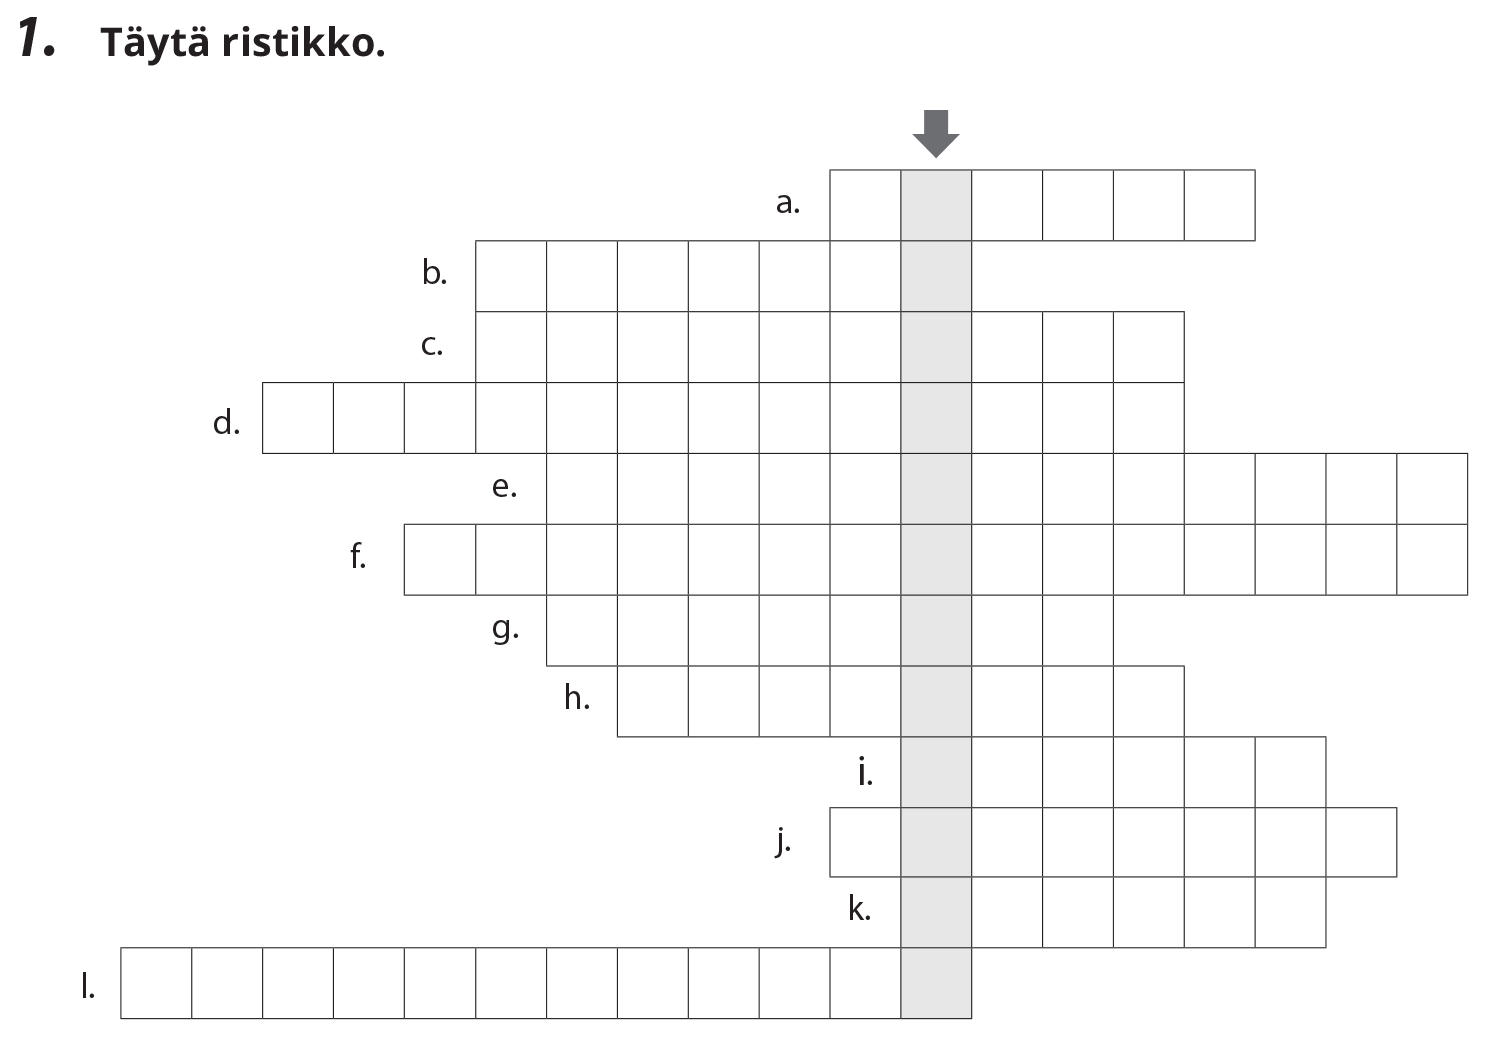 1. Täytä ristikko.
a.
b.
c.
d.
e.
f.
g.
h.
i.
j.
k.
l.